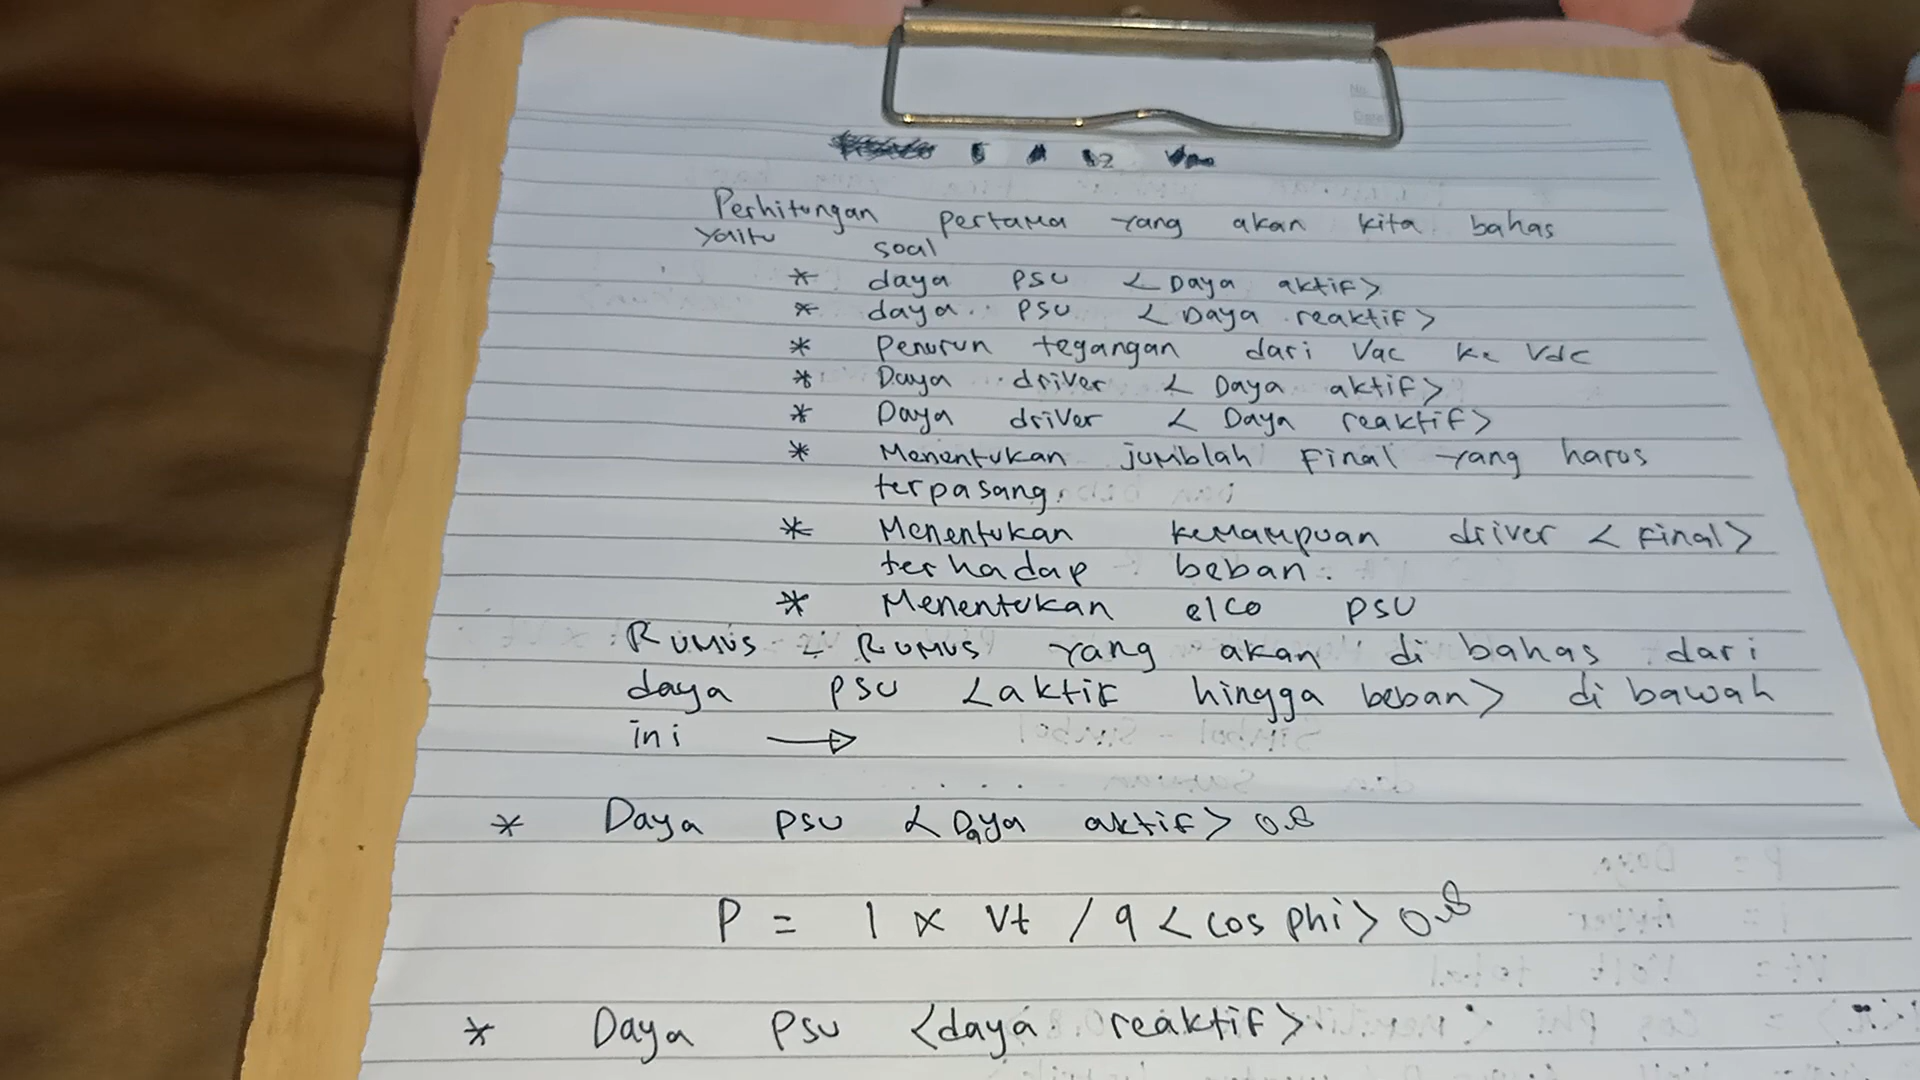 Perhitungan pertama yang akan kita bahas
yaitu soal
* daya PSU <Daya aktif>
* daya PSU <Daya reaktif>
* Penurun tegangan dari Vac ke Vdc
* Daya driver <Daya aktif>
* Daya driver <Daya reaktif>
* Menentukan jumblah Final yang harus
terpasang.
* Menentukan kemampuan driver <Final>
terhadap beban.
* Menentukan elco PSU
Rumus - Rumus yang akan di bahas dari
daya PSU <aktif hingga beban> di bawah
ini →
* Daya PSU <Daya aktif> 0.8
P = I x Vt / 9 <cos phi> 0.8
* Daya PSU <daya reaktif>